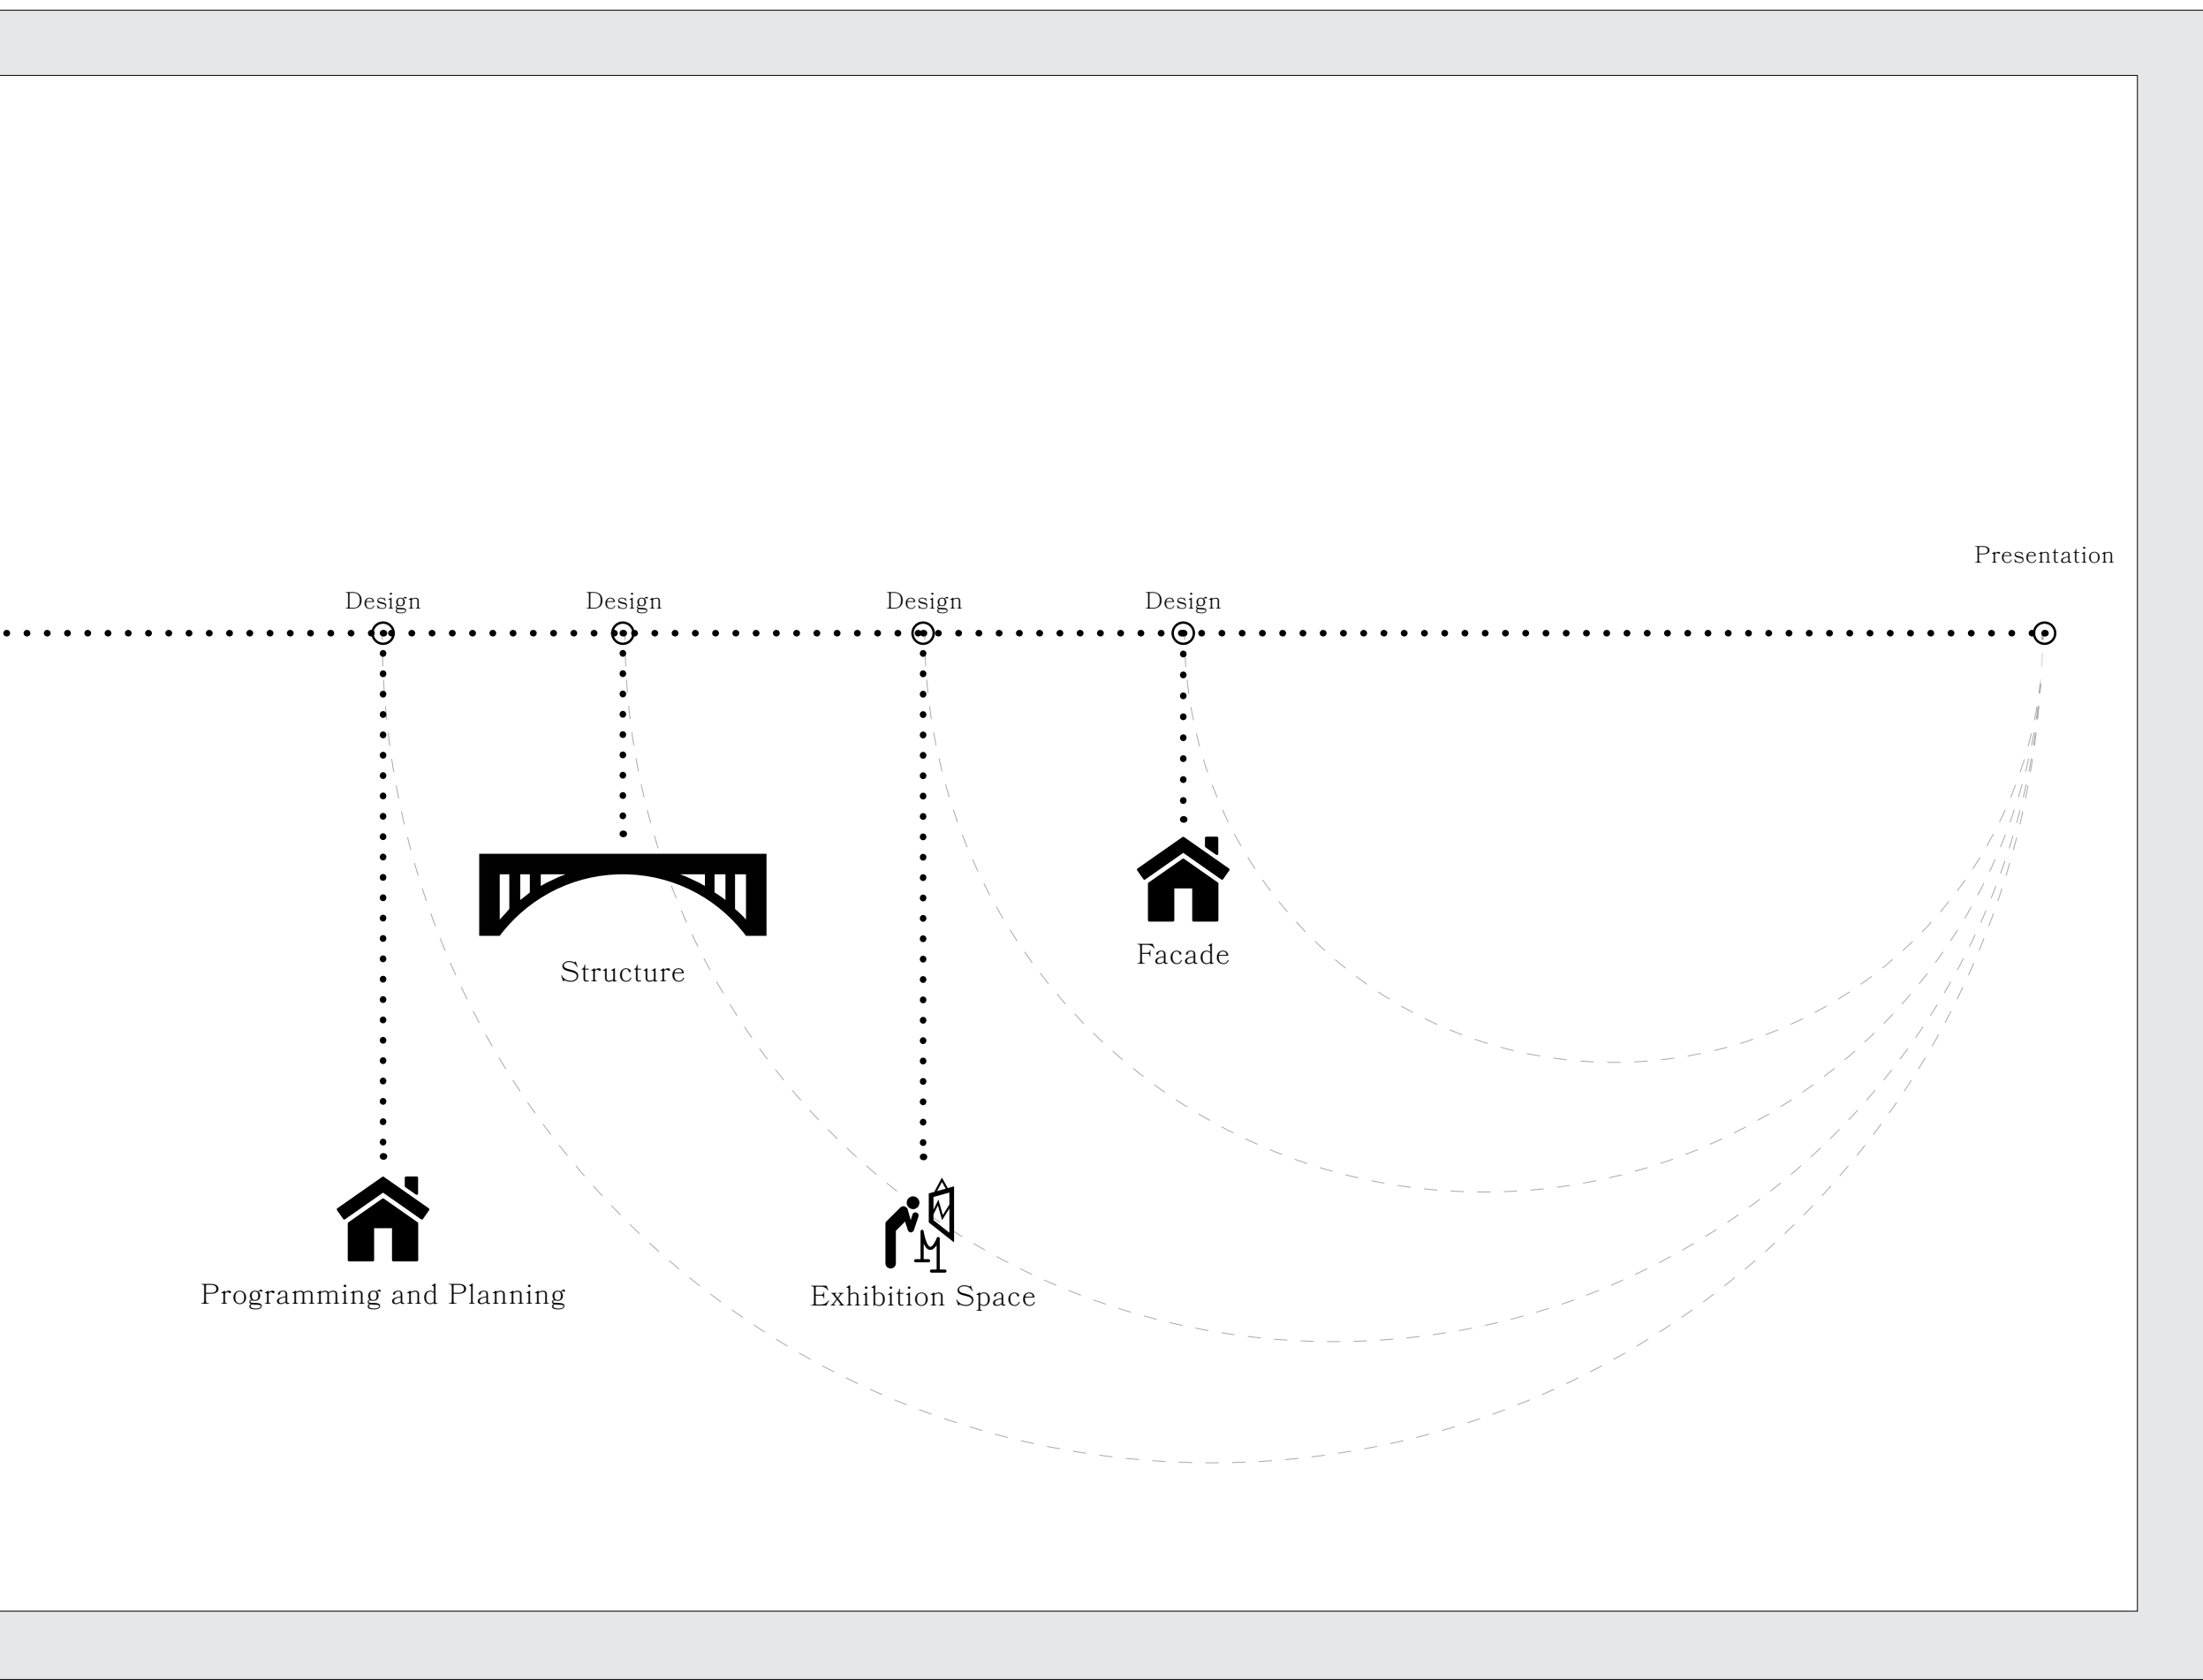 Presentation
Design
Design
Design
Design
Structure
Facade
Programming and Planning
Exhibition Space